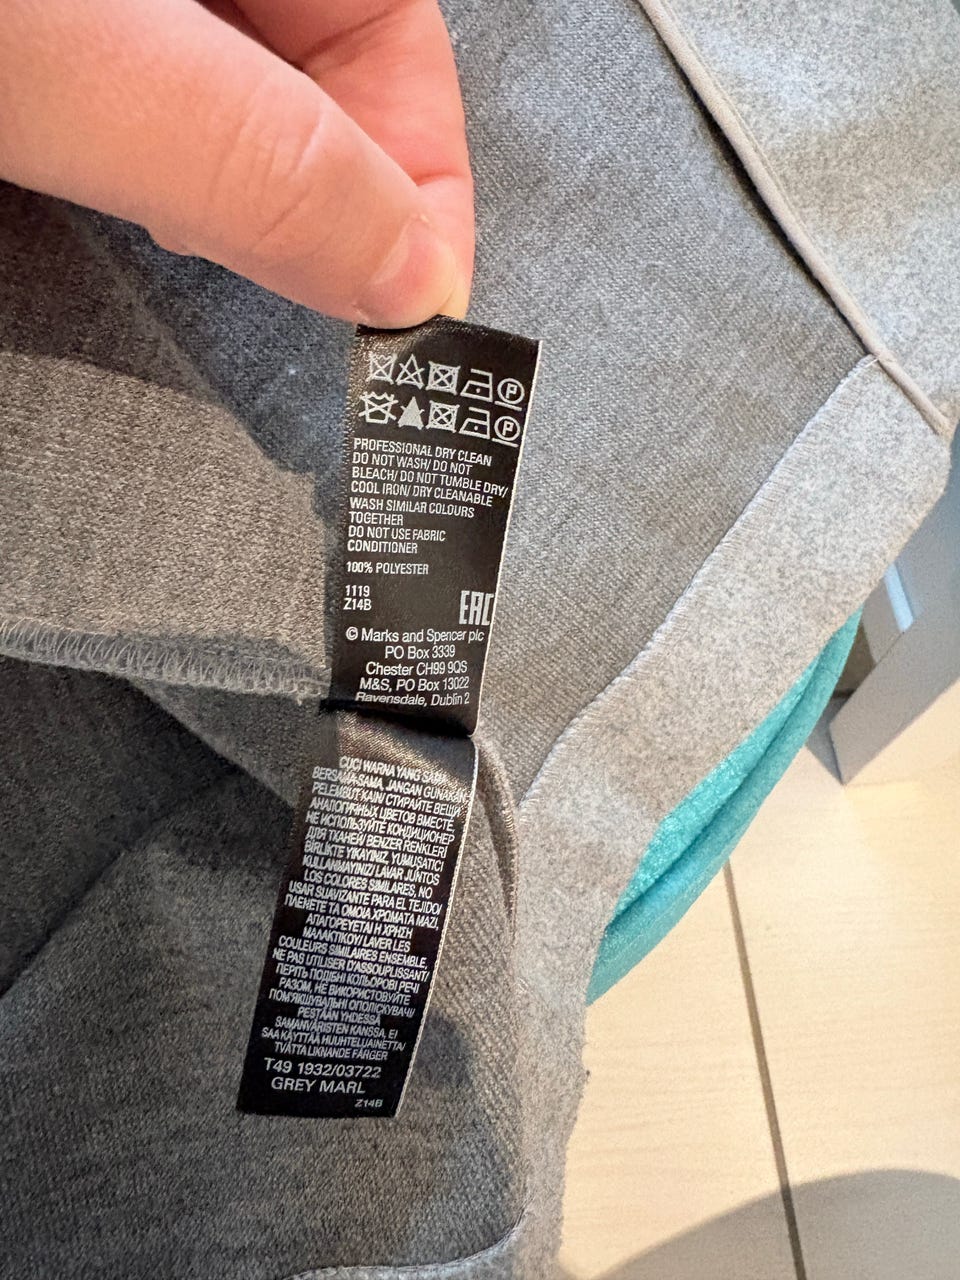 P
P
PROFESSIONAL DRY CLEAN
DO NOT WASH/ DO NOT
BLEACH/ DO NOT TUMBLE DRY/
COOL IRON/ DRY CLEANABLE
WASH SIMILAR COLOURS
TOGETHER
DO NOT USE FABRIC
CONDITIONER
100% POLYESTER
1119
Z14B
EAC
© Marks and Spencer plc
PO Box 3339
Chester CH99 9QS
M&S, PO Box 13022
Ravensdale, Dublin 2
CUCI WARNA YANG SAMA
BERSAMA-SAMA, JANGAN GUNAKAN
PELEMBUT KAIN/ СТИРАЙТЕ ВЕЩИ
АНАЛОГИЧНЫХ ЦВЕТОВ ВМЕСТЕ,
НЕ ИСПОЛЬЗУЙТЕ КОНДИЦИОНЕР
ДЛЯ ТКАНЕЙ/ BENZER RENKLERİ
BİRLİKTE YIKAYINIZ, YUMUŞATICI
KULLANMAYINIZ/ LAVAR JUNTOS
LOS COLORES SIMILARES, NO
USAR SUAVIZANTE PARA EL TEJIDO/
ΠΛΕΝΕΤΕ ΤΑ ΟΜΟΙΑ ΧΡΩΜΑΤΑ ΜΑΖΙ,
ΑΠΑΓΟΡΕΥΕΤΑΙ Η ΧΡΗΣΗ
ΜΑΛΑΚΤΙΚΟΥ/ LAVER LES
COULEURS SIMILAIRES ENSEMBLE,
NE PAS UTILISER D'ASSOUPLISSANT/
ПЕРІТЬ ПОДІБНІ КОЛЬОРОВІ РЕЧІ
РАЗОМ, НЕ ВИКОРИСТОВУЙТЕ
ПОМ'ЯКШУВАЛЬНІ ОПОЛІСКУВАЧІ/
PESTÄÄN YHDESSÄ
SAMANVÄRISTEN KANSSA, EI
SAA KÄYTTÄÄ HUUHTELUAINETTA/
TVÄTTA LIKNANDE FÄRGER
T49 1932/03722
GREY MARL
Z14B